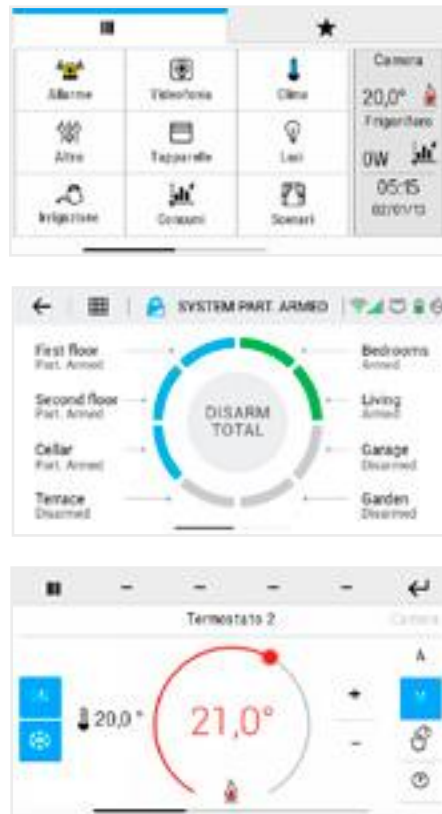 Camera
Allarme Videofonia Clima 20,0°
Frigorifero
Altro Tapparelle Luci 0W
05:15
Irrigazione Consumi Scenari 02/01/13
SYSTEM PART. ARMED
First floor Bedrooms
Part. Armed Armed
Second floor Living
Part. Armed Armed
DISARM
TOTAL
Cellar Garage
Part. Armed Disarmed
Terrace Garden
Disarmed Disarmed
Termostato 2 Camera
A
20,0° 21,0° + M
-